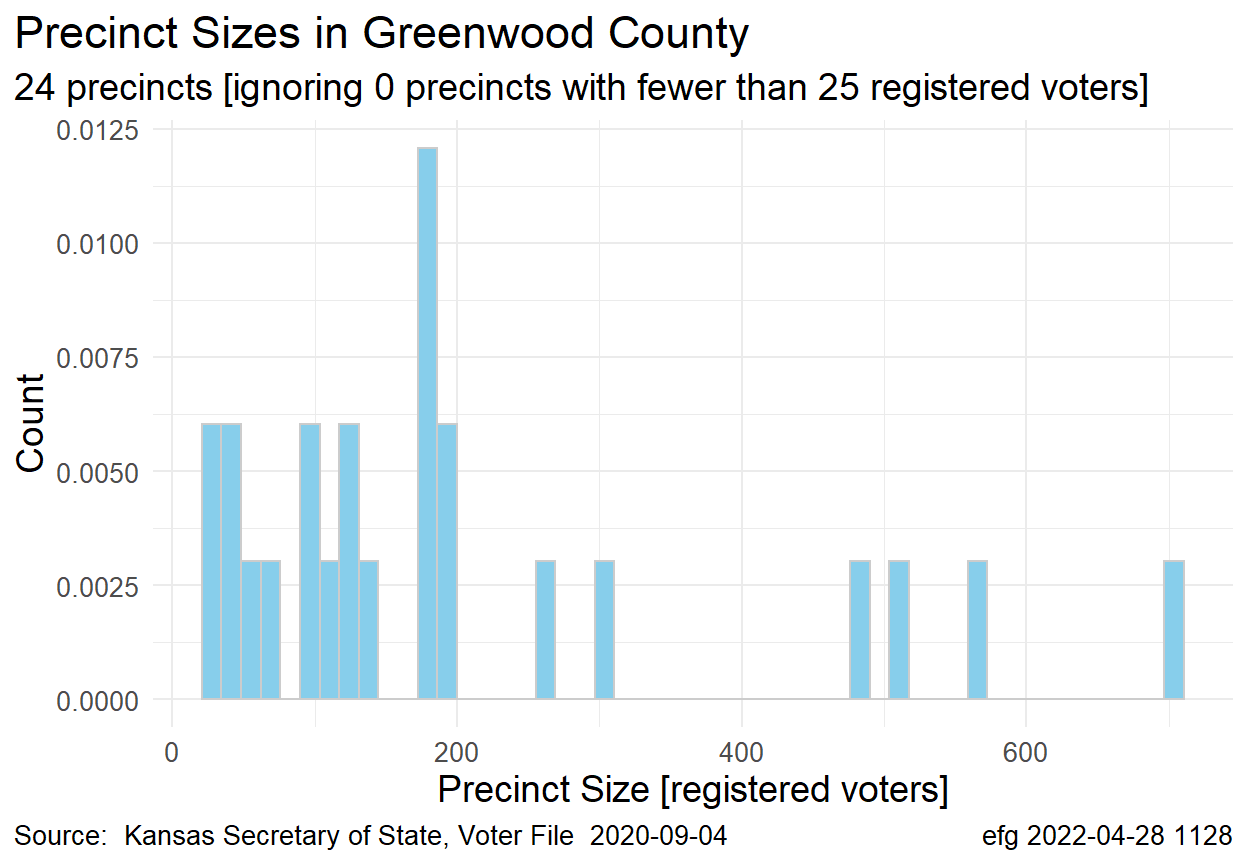 Precinct Sizes in Greenwood County
24 precincts [ignoring 0 precincts with fewer than 25 registered voters]
0.0125
0.0100
0.0075
0.0050
0.0025
0.0000
Count
0 200 400 600
Precinct Size [registered voters]
Source:  Kansas Secretary of State, Voter File  2020-09-04 efg 2022-04-28 1128